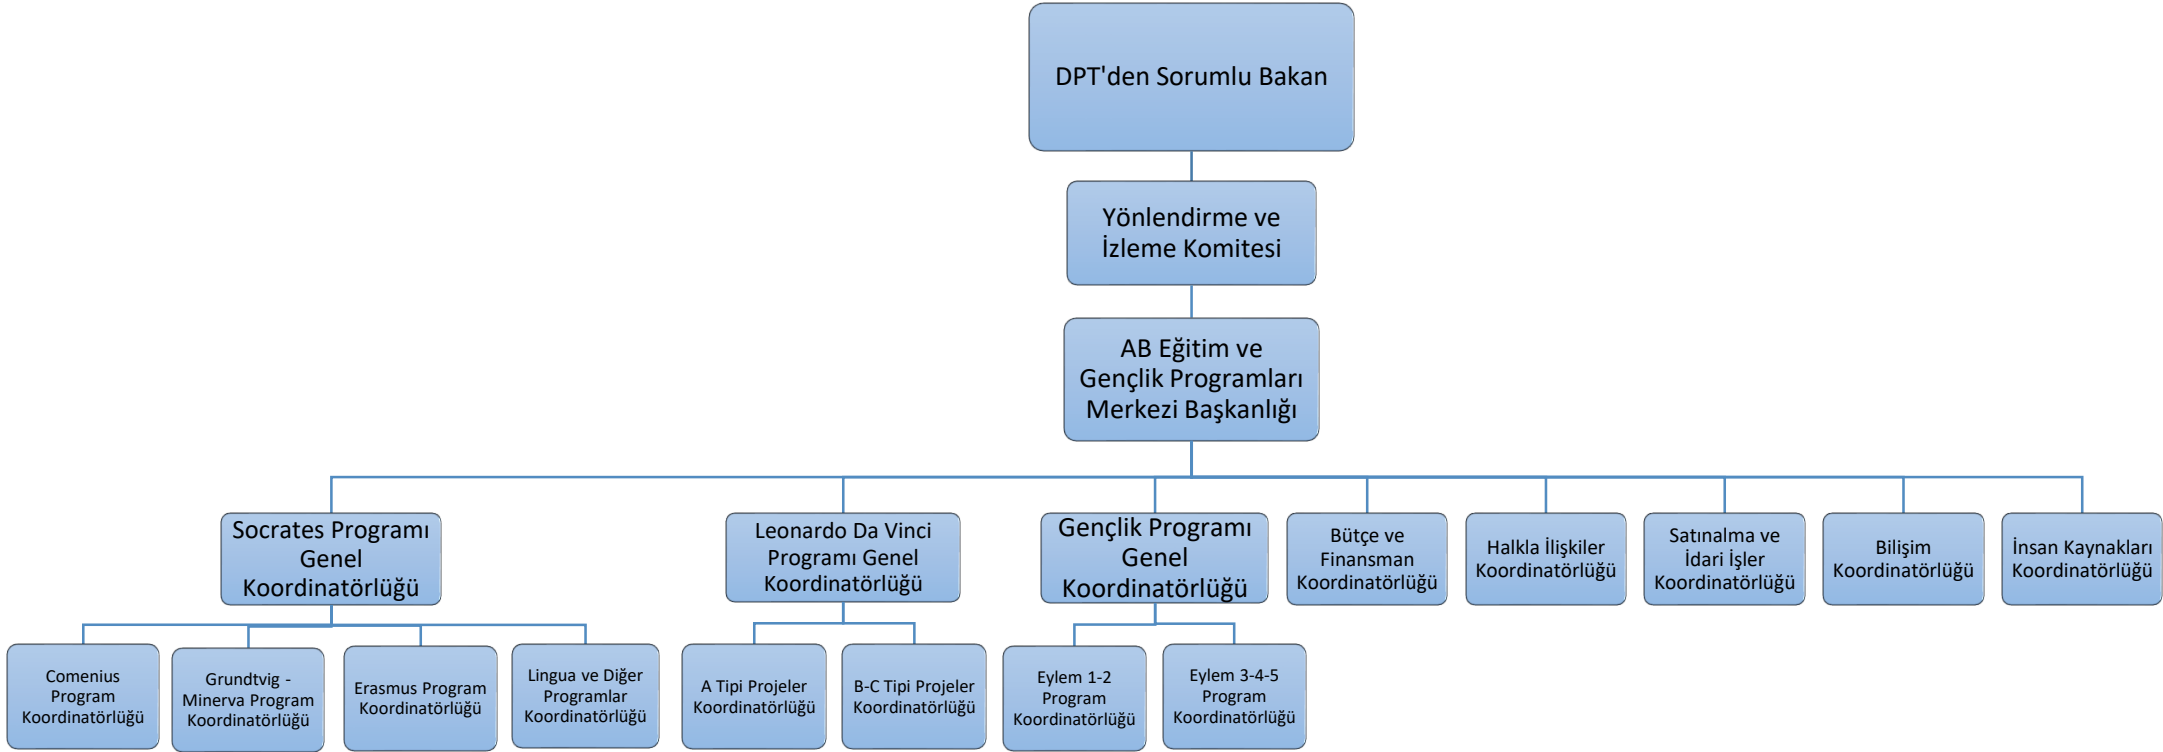 DPT'den Sorumlu Bakan
Yönlendirme ve
İzleme Komitesi
AB Eğitim ve
Gençlik Programları
Merkezi Başkanlığı
Socrates Programı
Genel
Koordinatörlüğü
Leonardo Da Vinci
Programı Genel
Koordinatörlüğü
Gençlik Programı
Genel
Koordinatörlüğü
Bütçe ve
Finansman
Koordinatörlüğü
Halkla İlişkiler
Koordinatörlüğü
Satınalma ve
İdari İşler
Koordinatörlüğü
Bilişim
Koordinatörlüğü
İnsan Kaynakları
Koordinatörlüğü
Comenius
Program
Koordinatörlüğü
Grundtvig -
Minerva Program
Koordinatörlüğü
Erasmus Program
Koordinatörlüğü
Lingua ve Diğer
Programlar
Koordinatörlüğü
A Tipi Projeler
Koordinatörlüğü
B-C Tipi Projeler
Koordinatörlüğü
Eylem 1-2
Program
Koordinatörlüğü
Eylem 3-4-5
Program
Koordinatörlüğü